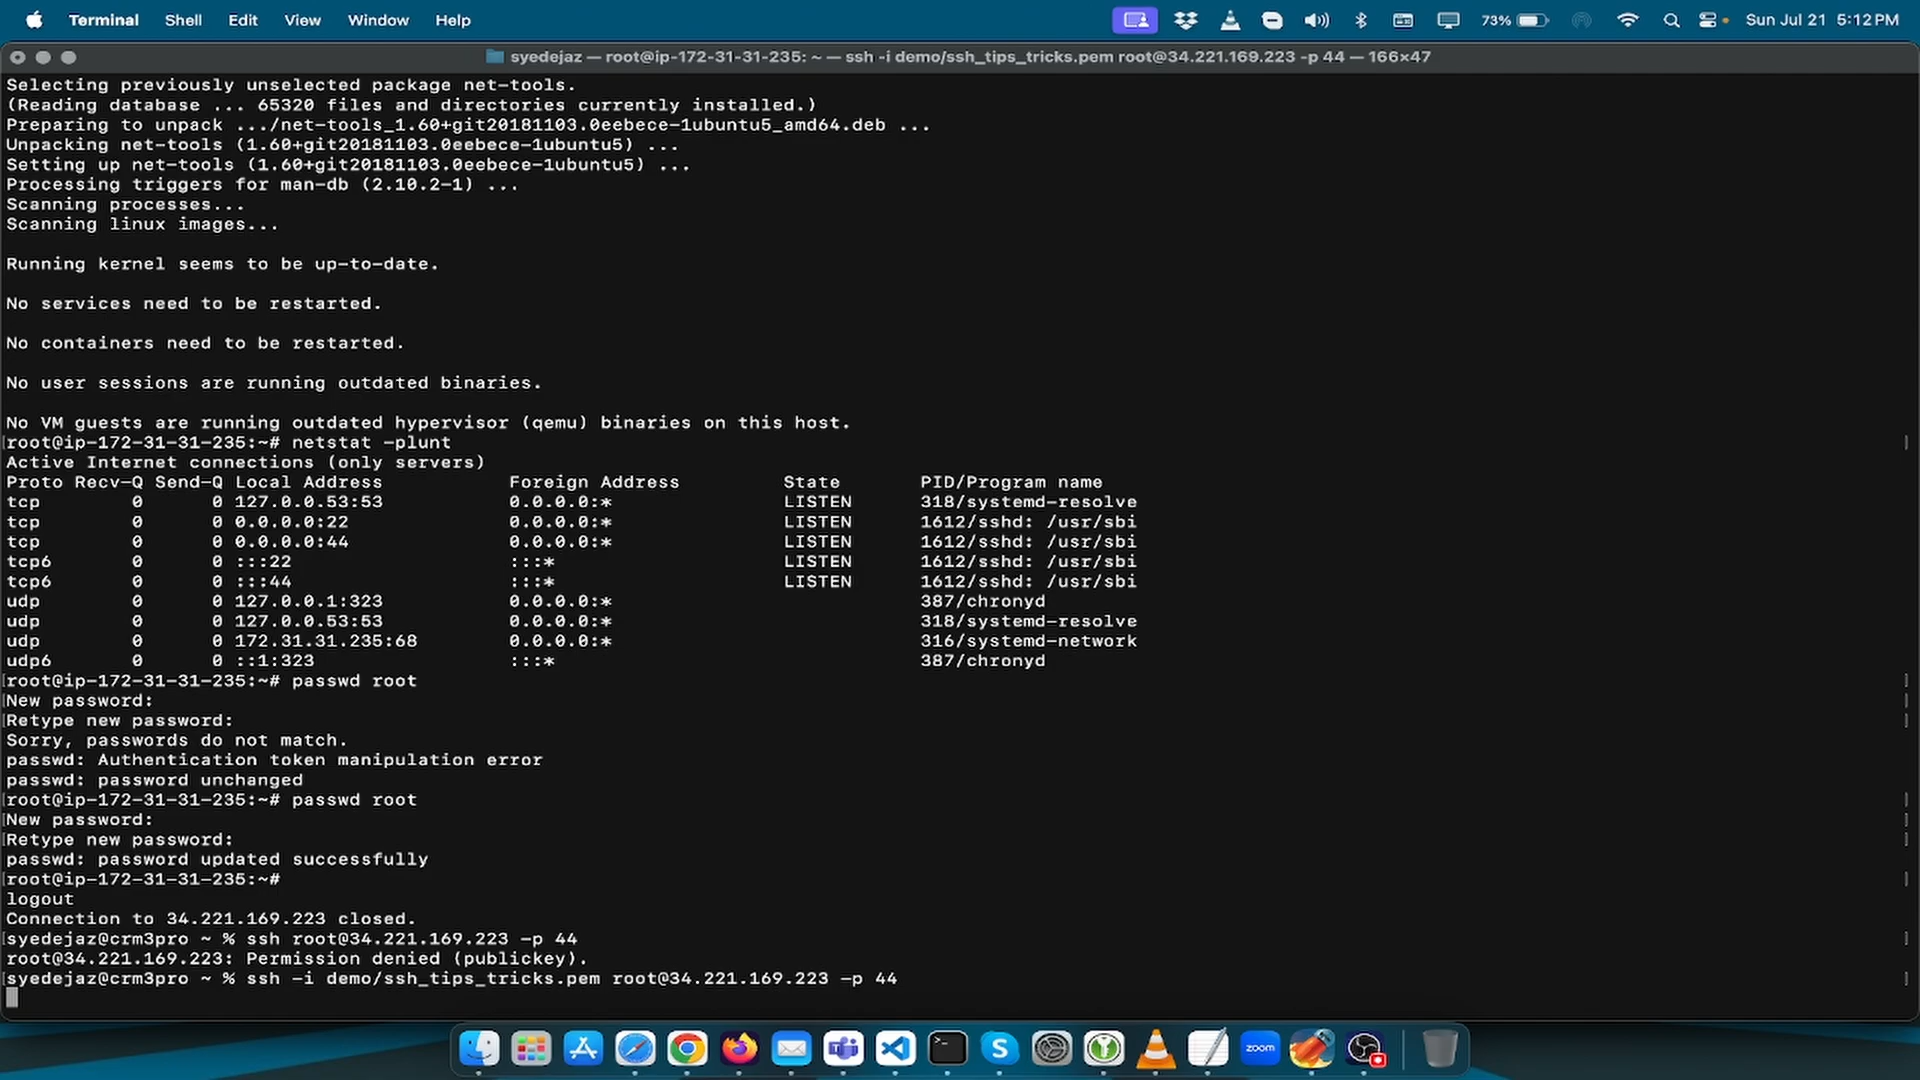 Terminal Shell Edit View Window Help 73% Sun Jul 21 5:12 PM
syedejaz — root@ip-172-31-31-235: ~ — ssh -i demo/ssh_tips_tricks.pem root@34.221.169.223 -p 44 — 166×47
Selecting previously unselected package net-tools.
(Reading database ... 65320 files and directories currently installed.)
Preparing to unpack .../net-tools_1.60+git20181103.0eebece-1ubuntu5_amd64.deb ...
Unpacking net-tools (1.60+git20181103.0eebece-1ubuntu5) ...
Setting up net-tools (1.60+git20181103.0eebece-1ubuntu5) ...
Processing triggers for man-db (2.10.2-1) ...
Scanning processes...
Scanning linux images...
Running kernel seems to be up-to-date.
No services need to be restarted.
No containers need to be restarted.
No user sessions are running outdated binaries.
No VM guests are running outdated hypervisor (qemu) binaries on this host.
[root@ip-172-31-31-235:~# netstat -plunt ]
Active Internet connections (only servers)
Proto Recv-Q Send-Q Local Address Foreign Address State PID/Program name
tcp 0 0 127.0.0.53:53 0.0.0.0:* LISTEN 318/systemd-resolve
tcp 0 0 0.0.0.0:22 0.0.0.0:* LISTEN 1612/sshd: /usr/sbi
tcp 0 0 0.0.0.0:44 0.0.0.0:* LISTEN 1612/sshd: /usr/sbi
tcp6 0 0 :::22 :::* LISTEN 1612/sshd: /usr/sbi
tcp6 0 0 :::44 :::* LISTEN 1612/sshd: /usr/sbi
udp 0 0 127.0.0.1:323 0.0.0.0:* 387/chronyd
udp 0 0 127.0.0.53:53 0.0.0.0:* 318/systemd-resolve
udp 0 0 172.31.31.235:68 0.0.0.0:* 316/systemd-network
udp6 0 0 ::1:323 :::* 387/chronyd
[root@ip-172-31-31-235:~# passwd root ]
[New password: ]
[Retype new password: ]
Sorry, passwords do not match.
passwd: Authentication token manipulation error
passwd: password unchanged
[root@ip-172-31-31-235:~# passwd root ]
[New password: ]
[Retype new password: ]
passwd: password updated successfully
[root@ip-172-31-31-235:~# ]
logout
Connection to 34.221.169.223 closed.
[syedejaz@crm3pro ~ % ssh root@34.221.169.223 -p 44 ]
root@34.221.169.223: Permission denied (publickey).
[syedejaz@crm3pro ~ % ssh -i demo/ssh_tips_tricks.pem root@34.221.169.223 -p 44 ]
zoom